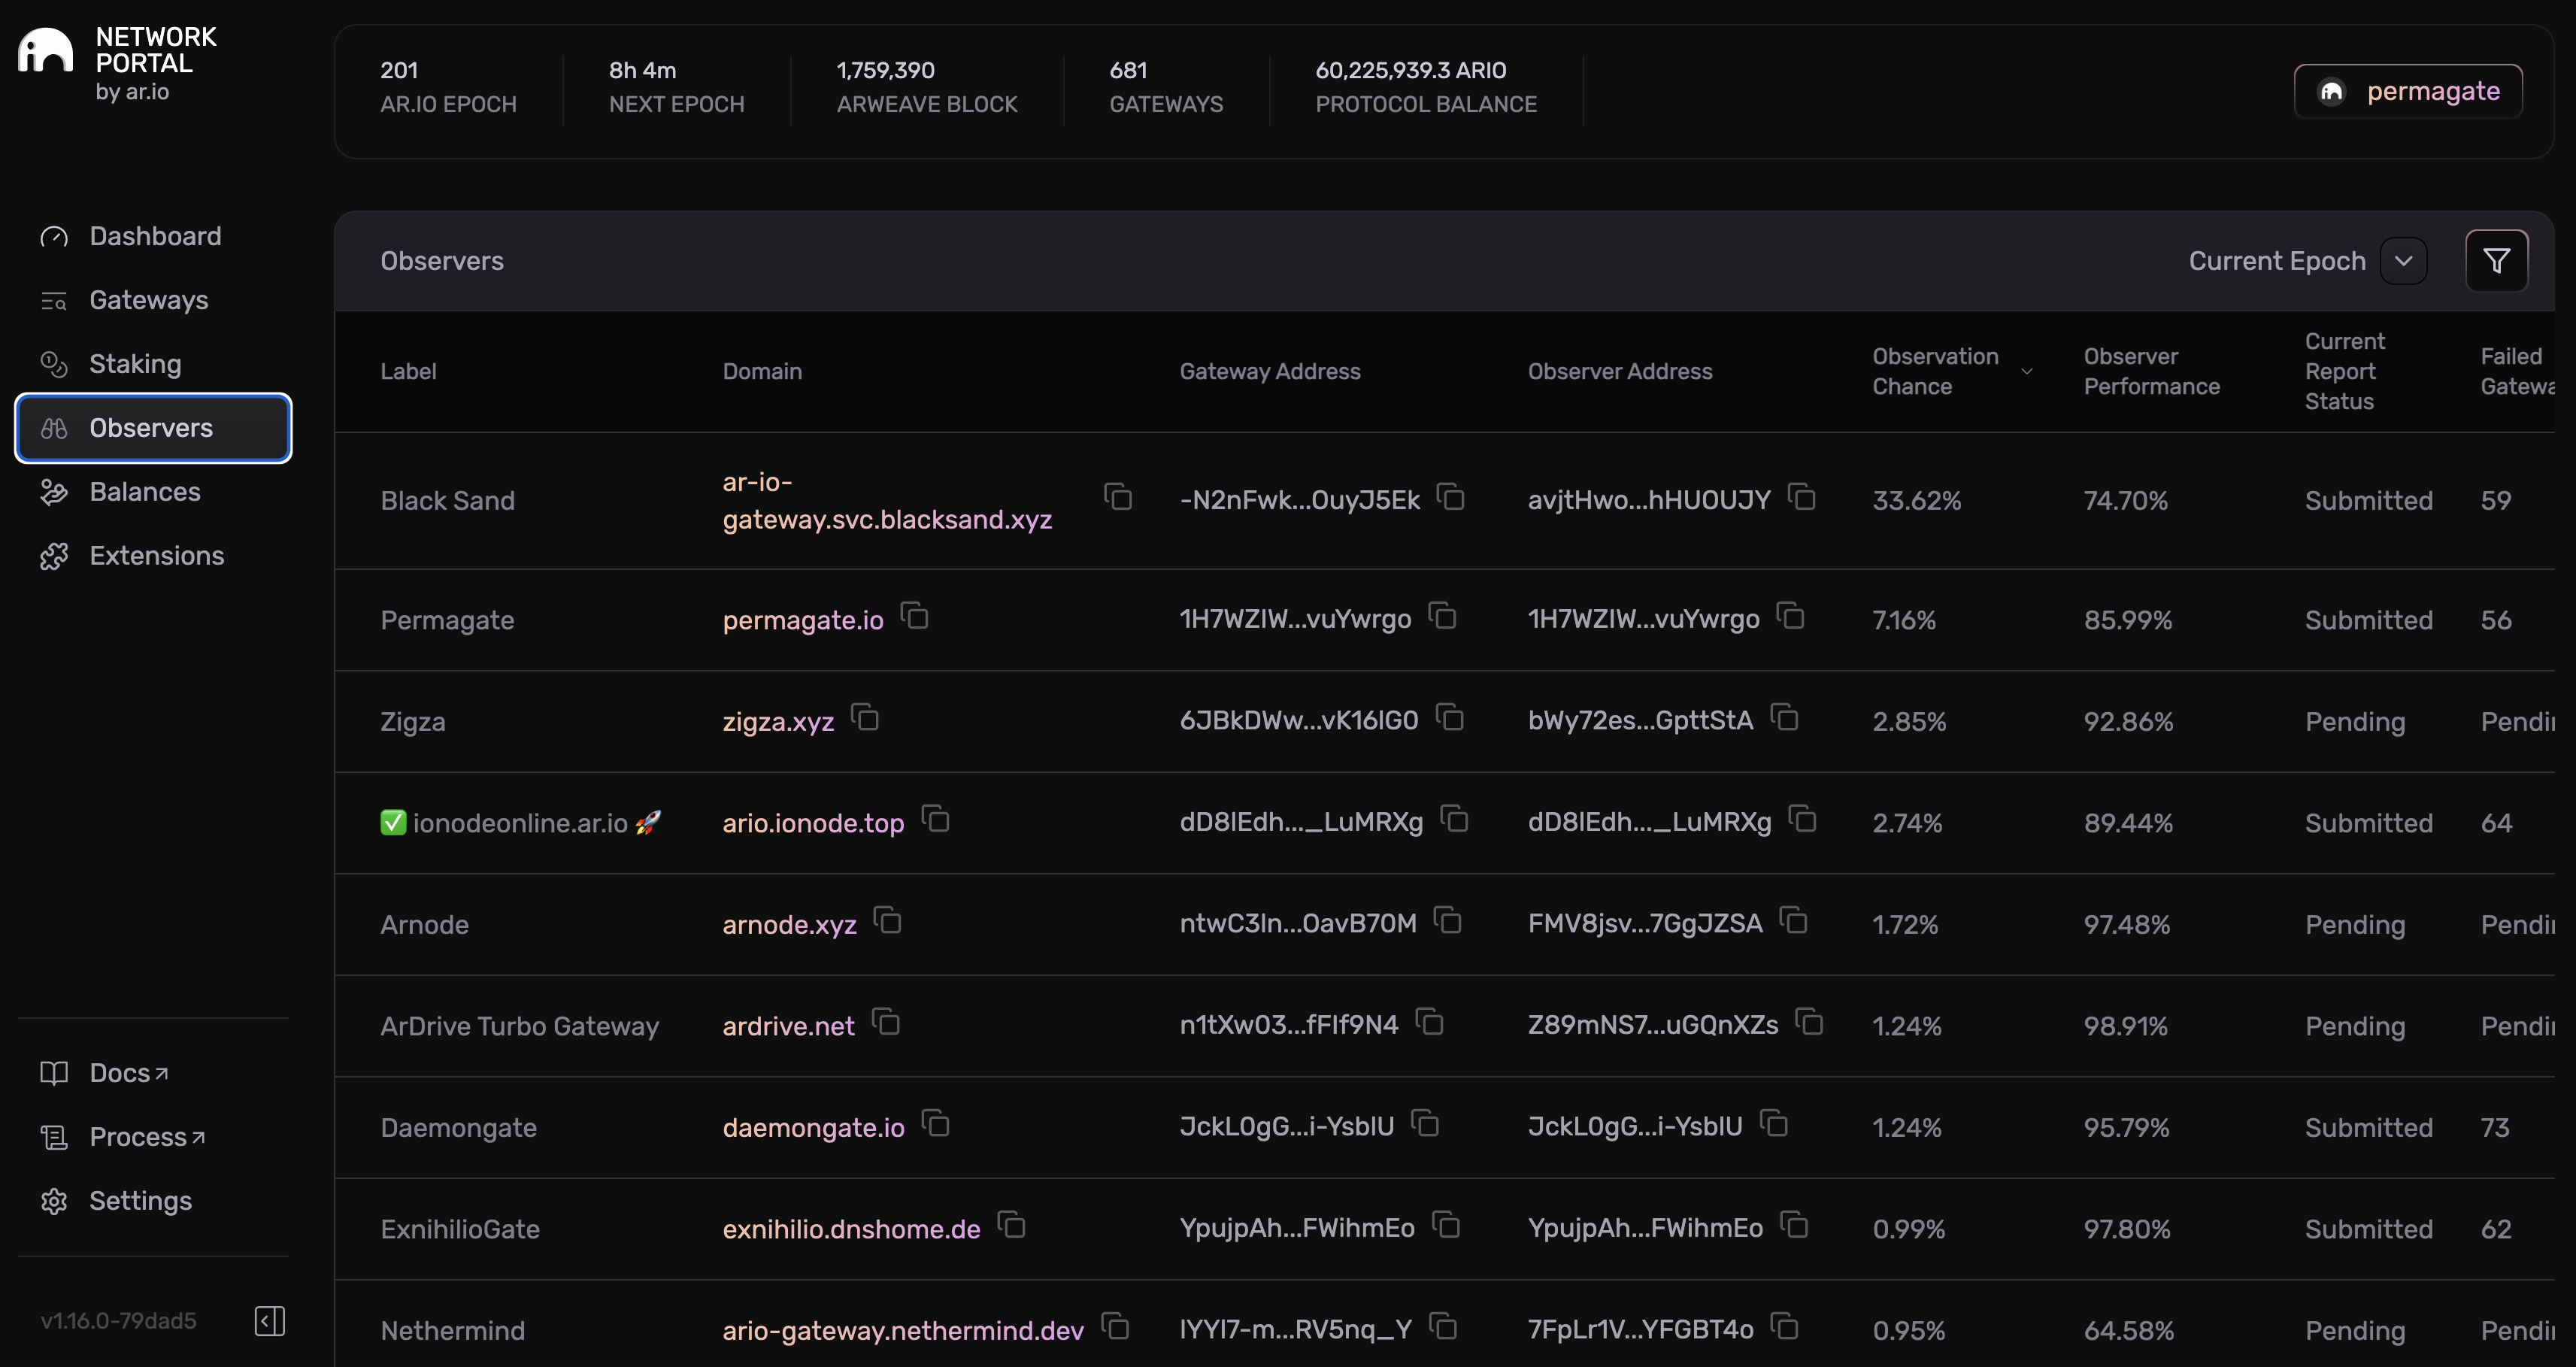 NETWORK
PORTAL
by ar.io
201
AR.IO EPOCH
8h 4m
NEXT EPOCH
1,759,390
ARWEAVE BLOCK
681
GATEWAYS
60,225,939.3 ARIO
PROTOCOL BALANCE
permagate
Dashboard
Gateways
Staking
Observers
Balances
Extensions
Docs
Process
Settings
v1.16.0-79dad5
Observers
Current Epoch
Label
Domain
Gateway Address
Observer Address
Observation
Chance
Observer
Performance
Current
Report
Status
Failed
Gatewa
Black Sand
ar-io-
gateway.svc.blacksand.xyz
-N2nFwk...0uyJ5Ek
avjtHwo...hHU0UJY
33.62%
74.70%
Submitted
59
Permagate
permagate.io
1H7WZIW...vuYwrgo
1H7WZIW...vuYwrgo
7.16%
85.99%
Submitted
56
Zigza
zigza.xyz
6JBkDWw...vK16lG0
bWy72es...GpttStA
2.85%
92.86%
Pending
Pendin
✅ ionodeonline.ar.io 🚀
ario.ionode.top
dD8lEdh..._LuMRXg
dD8lEdh..._LuMRXg
2.74%
89.44%
Submitted
64
Arnode
arnode.xyz
ntwC3In...OavB70M
FMV8jsv...7GgJZSA
1.72%
97.48%
Pending
Pendin
ArDrive Turbo Gateway
ardrive.net
n1tXw03...fFIf9N4
Z89mNS7...uGQnXZs
1.24%
98.91%
Pending
Pendin
Daemongate
daemongate.io
JckL0gG...i-YsblU
JckL0gG...i-YsblU
1.24%
95.79%
Submitted
73
ExnihilioGate
exnihilio.dnshome.de
YpujpAh...FWihmEo
YpujpAh...FWihmEo
0.99%
97.80%
Submitted
62
Nethermind
ario-gateway.nethermind.dev
lYYl7-m...RV5nq_Y
7FpLr1V...YFGBT4o
0.95%
64.58%
Pending
Pendin